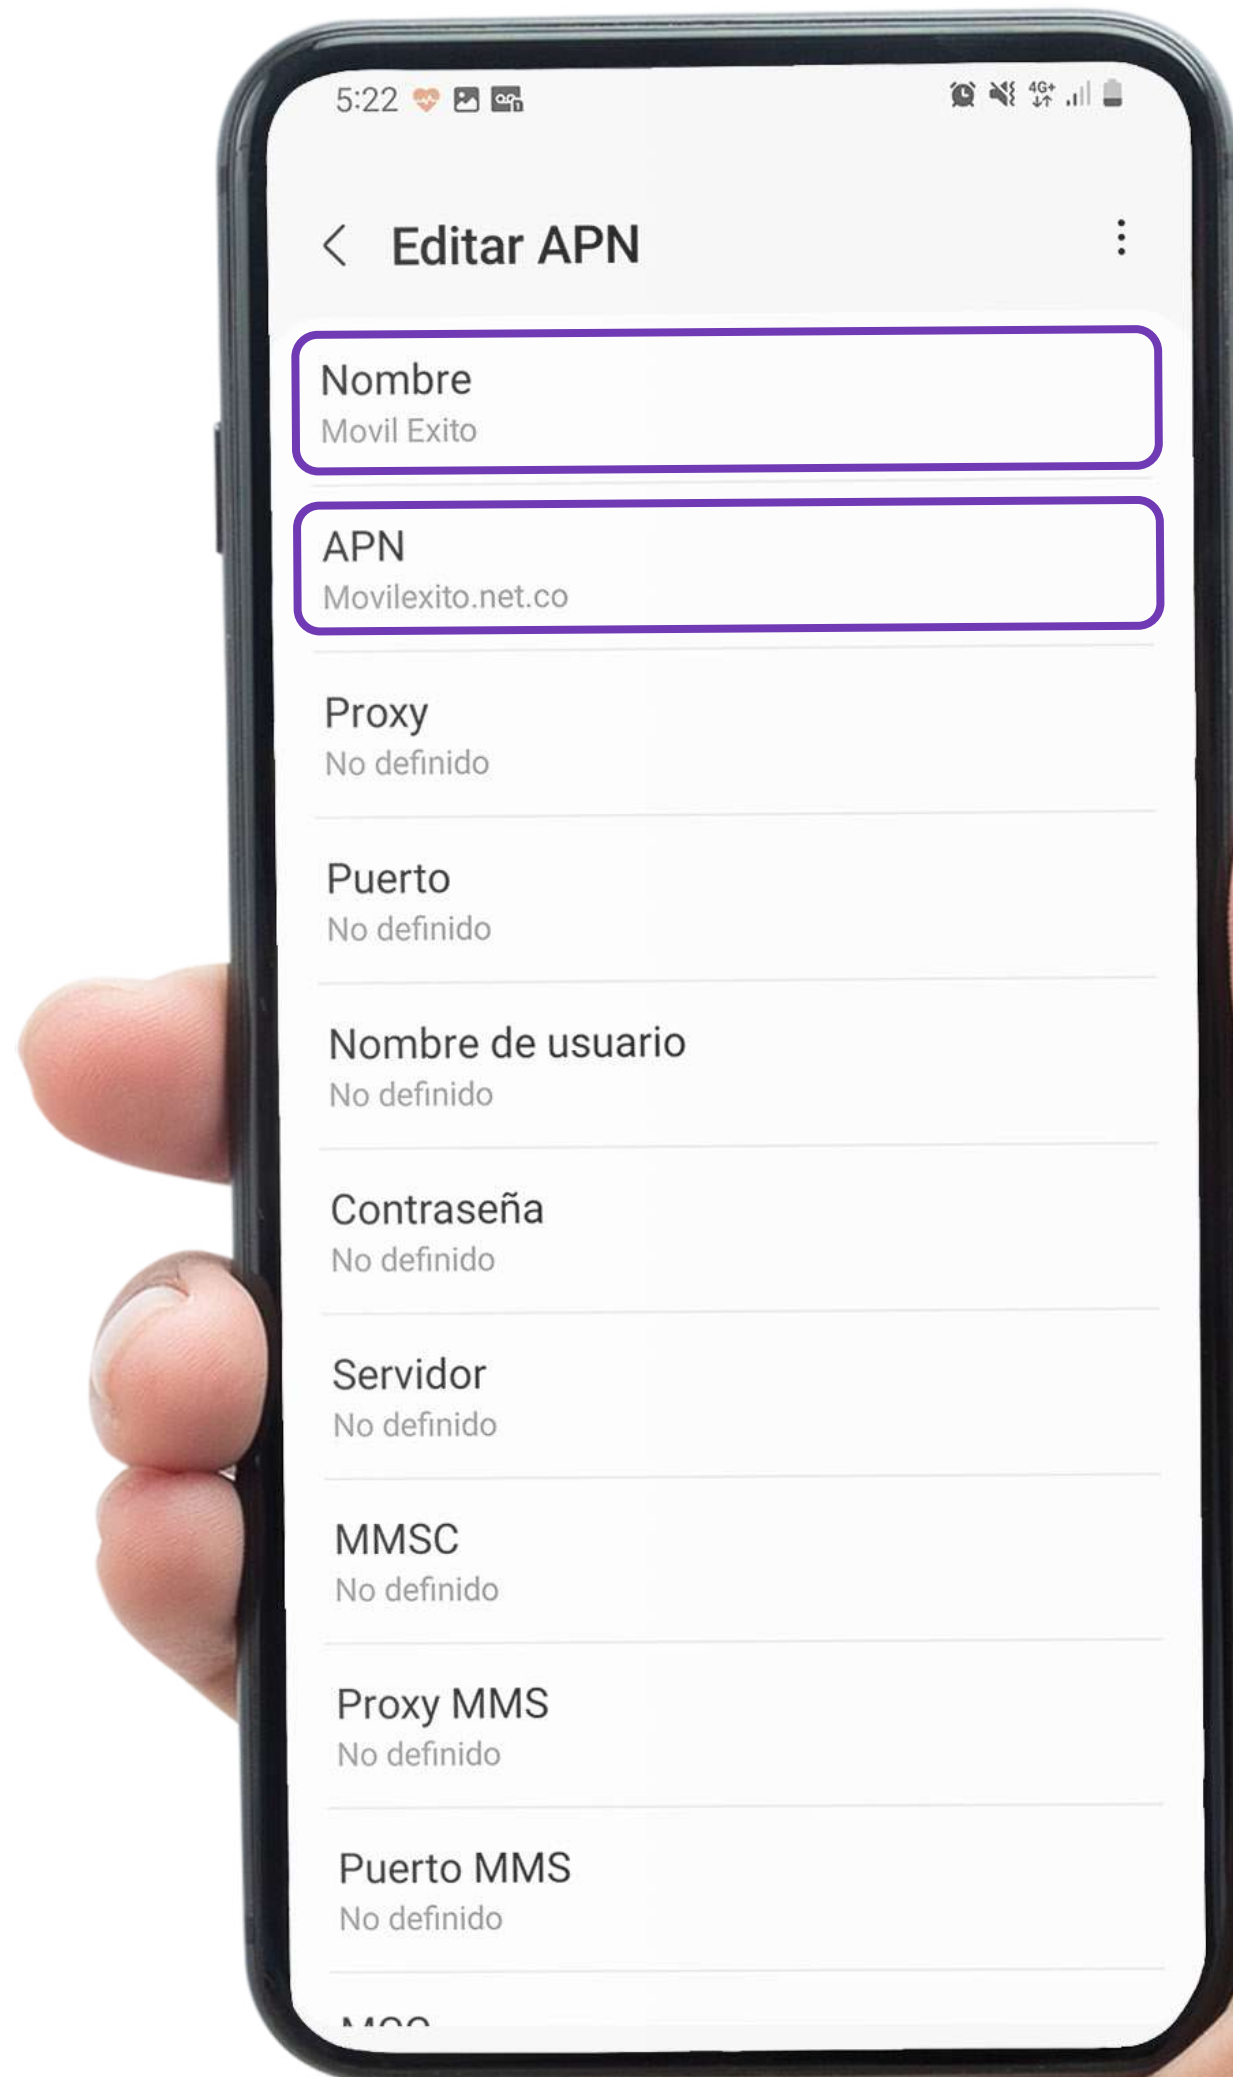 5:22
4G+
Editar APN
Nombre
Movil Exito
APN
Movilexito.net.co
Proxy
No definido
Puerto
No definido
Nombre de usuario
No definido
Contraseña
No definido
Servidor
No definido
MMSC
No definido
Proxy MMS
No definido
Puerto MMS
No definido